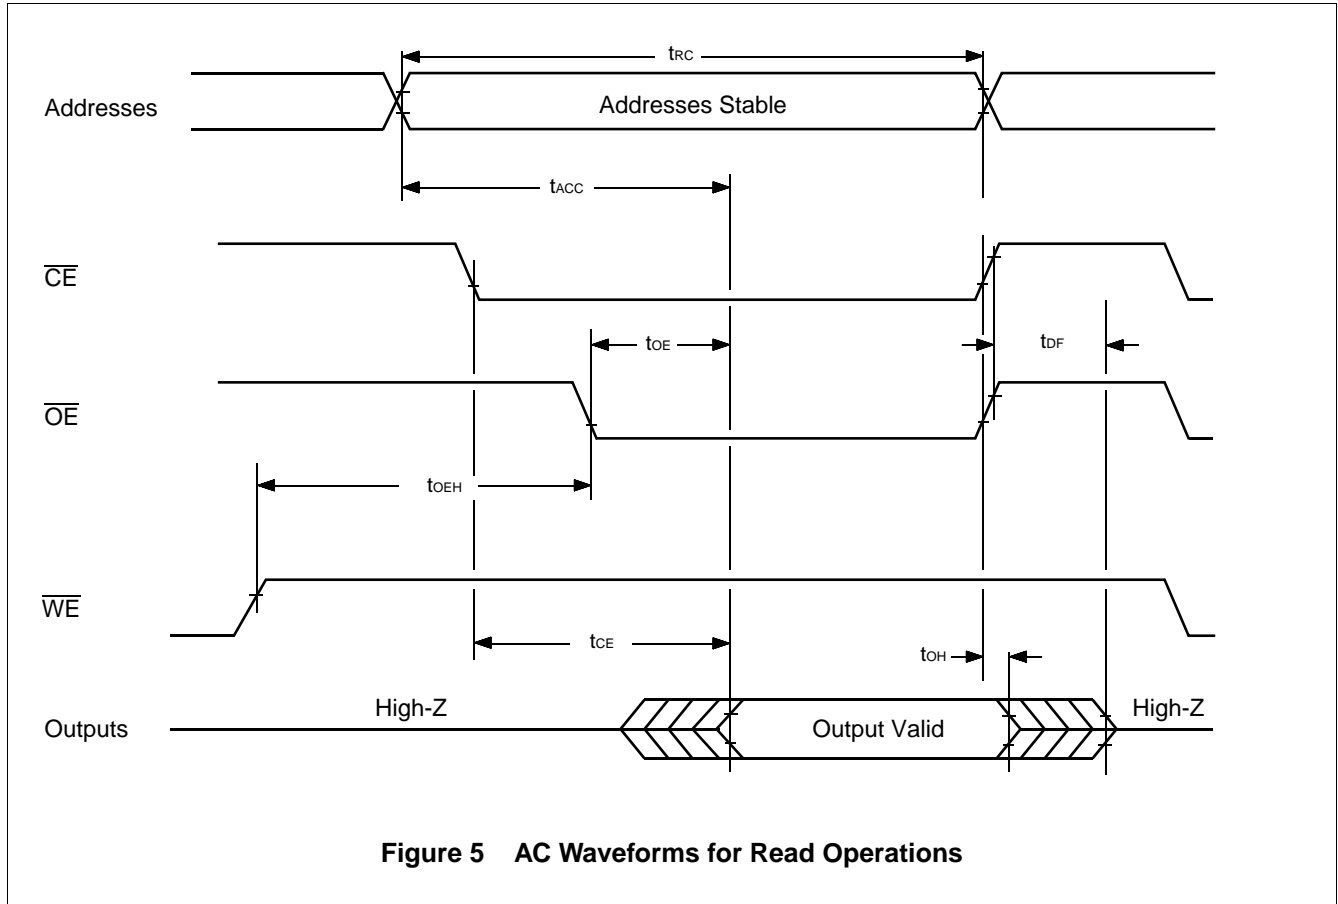 tRC
Addresses
Addresses Stable
tACC
CE
tOE
tDF
OE
tOEH
WE
tCE
tOH
High-Z
High-Z
Outputs
Output Valid
Figure 5 AC Waveforms for Read Operations